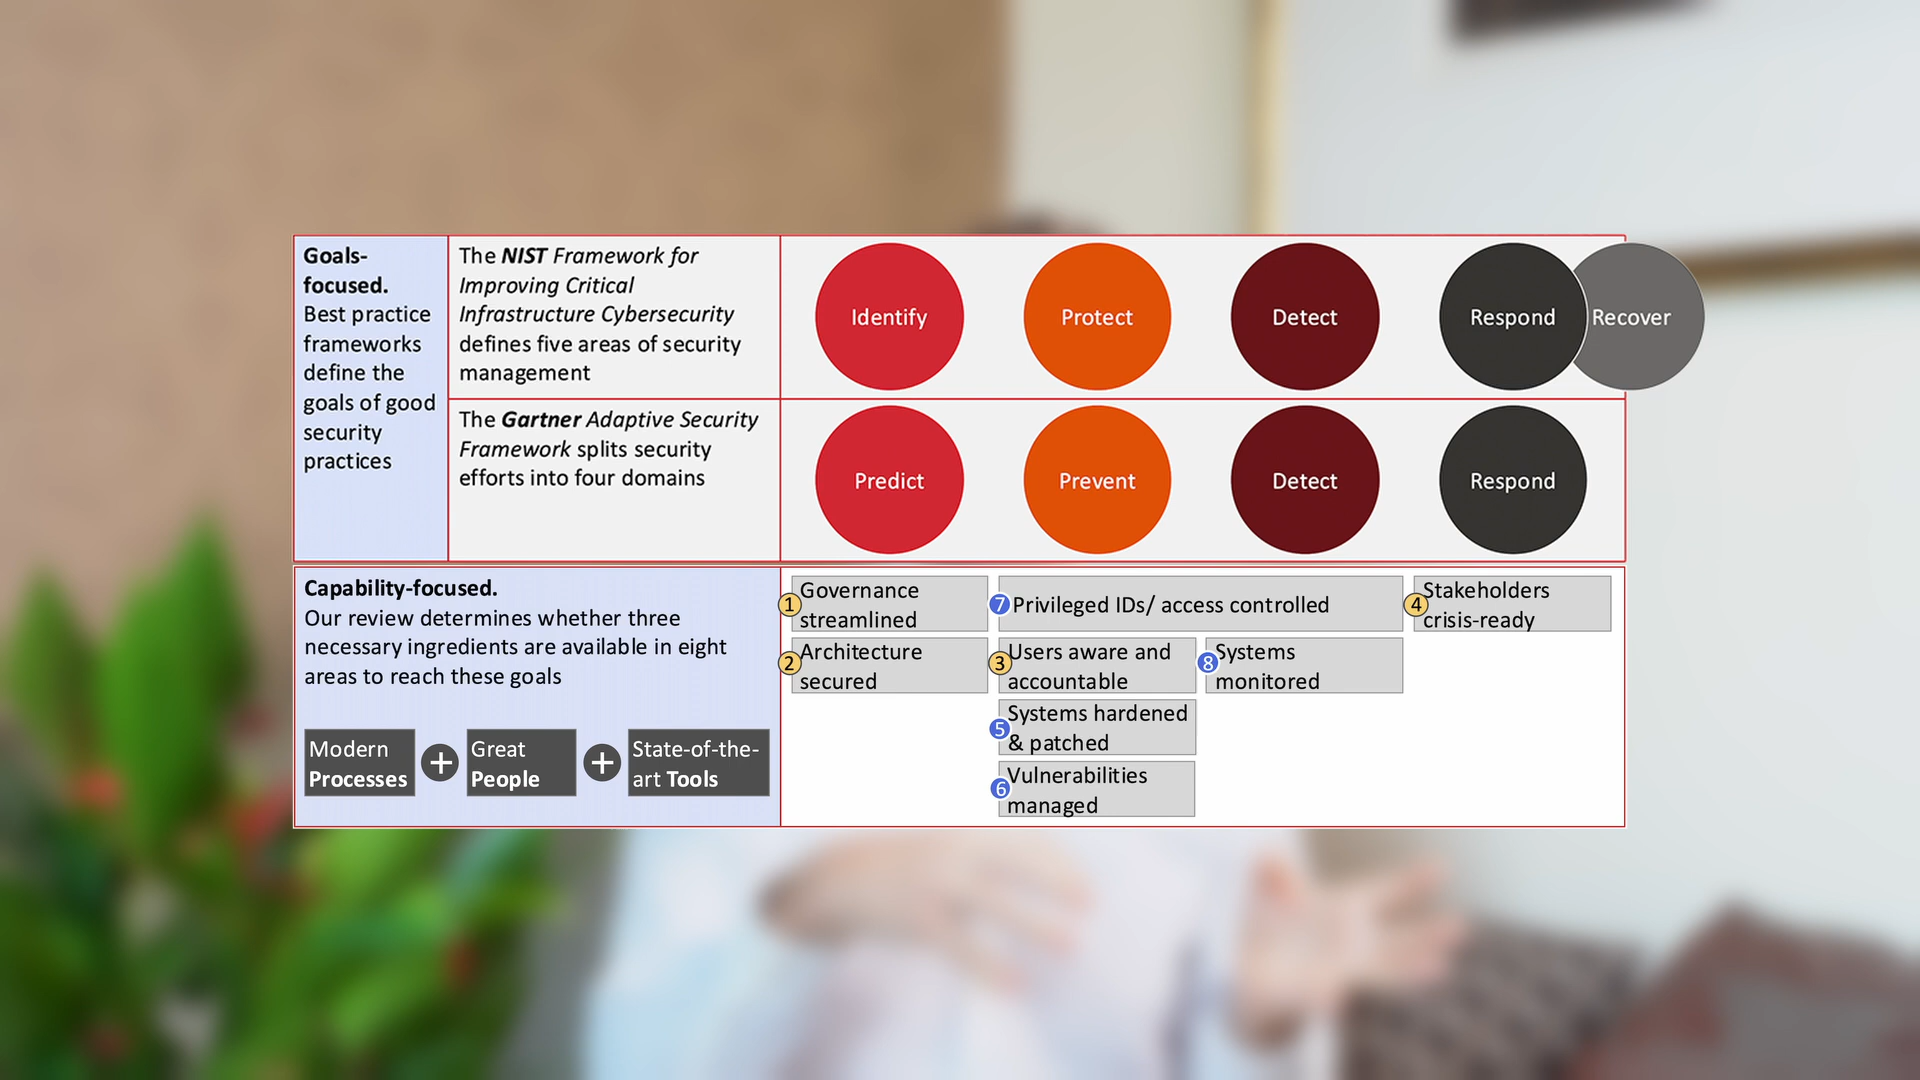 Goals-
focused.
Best practice
frameworks
define the
goals of good
security
practices
The NIST Framework for
Improving Critical
Infrastructure Cybersecurity
defines five areas of security
management
Identify
Protect
Detect
Respond
Recover
The Gartner Adaptive Security
Framework splits security
efforts into four domains
Predict
Prevent
Detect
Respond
Capability-focused.
Our review determines whether three
necessary ingredients are available in eight
areas to reach these goals
Modern
Processes
+
Great
People
+
State-of-the-
art Tools
1 Governance
streamlined
7 Privileged IDs/ access controlled
4 Stakeholders
crisis-ready
2 Architecture
secured
3 Users aware and
accountable
8 Systems
monitored
5 Systems hardened
& patched
6 Vulnerabilities
managed